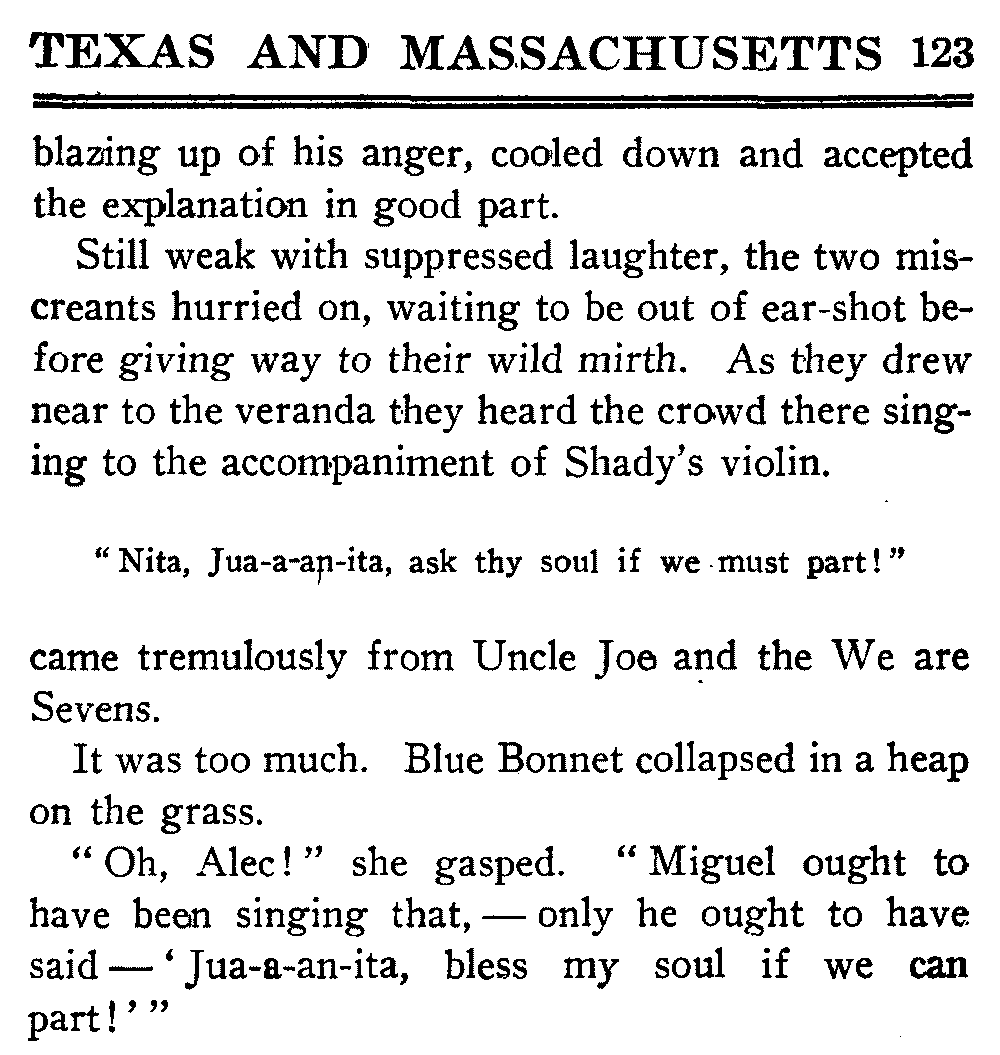 TEXAS AND MASSACHUSETTS 123
blazing up of his anger, cooled down and accepted
the explanation in good part.
Still weak with suppressed laughter, the two mis-
creants hurried on, waiting to be out of ear-shot be-
fore giving way to their wild mirth. As they drew
near to the veranda they heard the crowd there sing-
ing to the accompaniment of Shady's violin.
" Nita, Jua-a-an-ita, ask thy soul if we must part! "
came tremulously from Uncle Joe and the We are
Sevens.
It was too much. Blue Bonnet collapsed in a heap
on the grass.
" Oh, Alec! " she gasped. " Miguel ought to
have been singing that, — only he ought to have
said — ' Jua-a-an-ita, bless my soul if we can
part! ' "